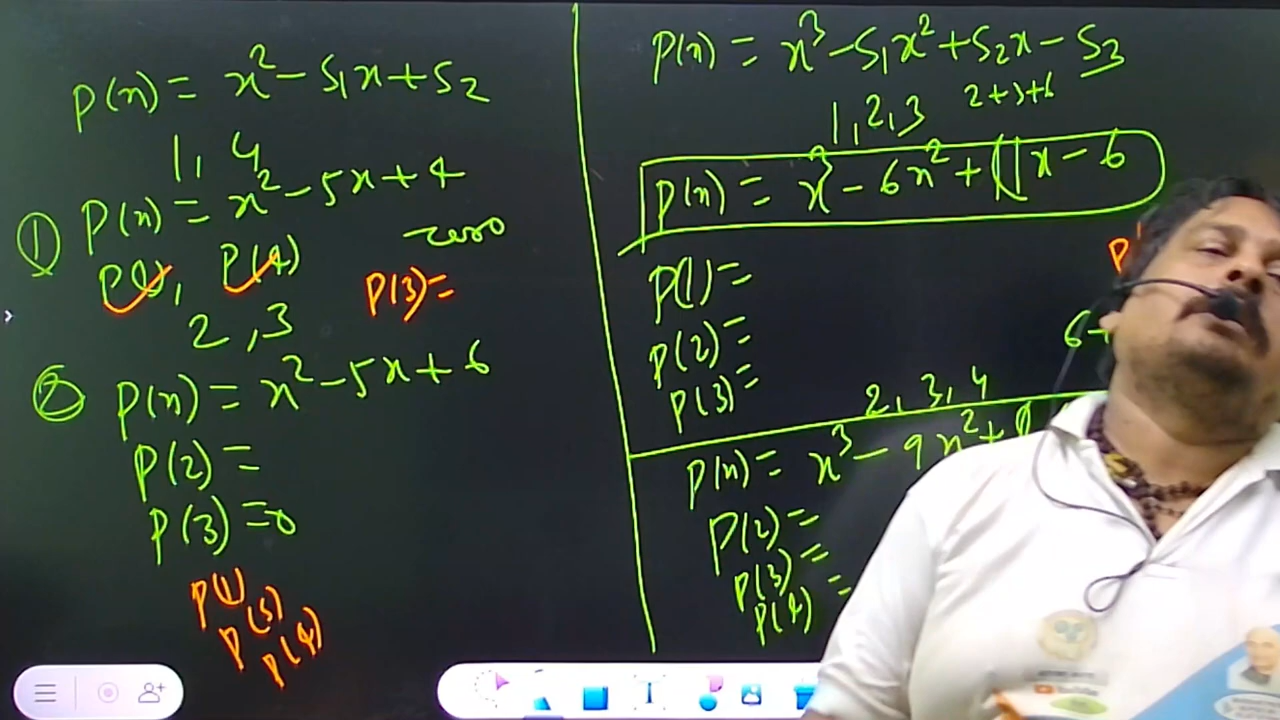 P(n) = x² - S₁x + S₂
1, 4
① P(n) = x² - 5x + 4
P(1), P(4)
zero
P(3) =
2, 3
② P(n) = x² - 5x + 6
P(2) =
P(3) = 0
P(1)
P(3)
P(4)
P(n) = x³ - S₁x² + S₂x - S₃
1, 2, 3 2+3+6
P(n) = x³ - 6x² + 11x - 6
P(1) =
P(2) =
P(3) =
2, 3, 4
P(n) = x³ - 9x² +
P(2) =
P(3) =
P(4) =